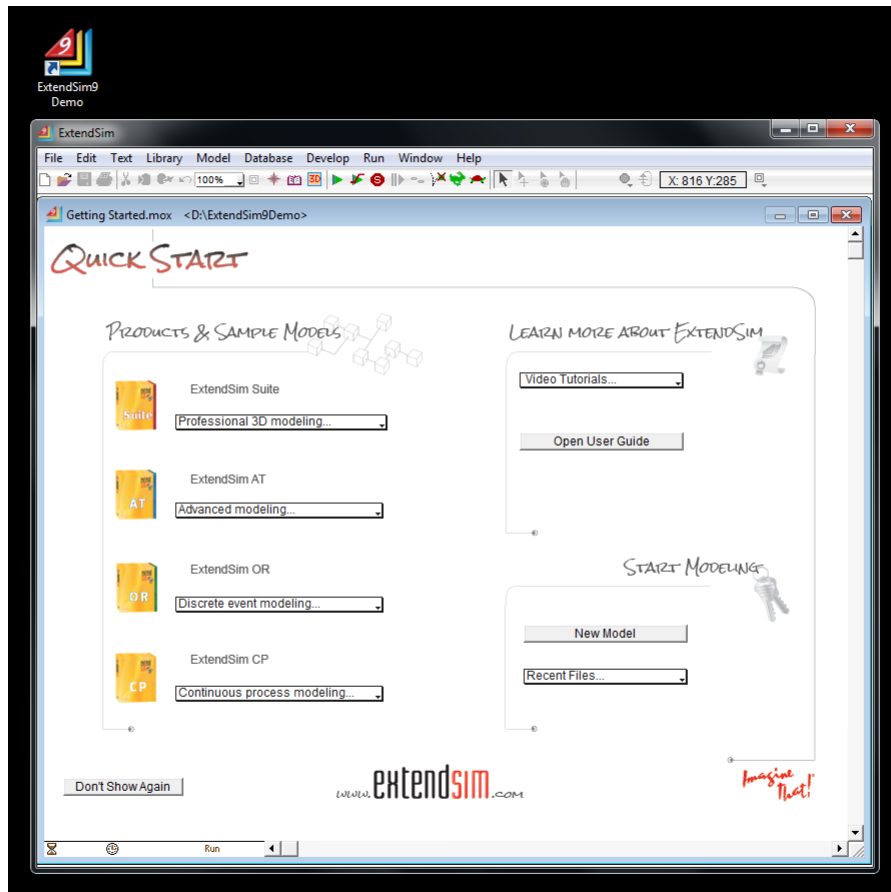 9
ExtendSim9
Demo
ExtendSim
File Edit Text Library Model Database Develop Run Window Help
100% 3D S X: 816 Y:285
Getting Started.mox <D:\ExtendSim9Demo>
QUICK START
PRODUCTS & SAMPLE MODELS
Suite
ExtendSim Suite
Professional 3D modeling...
AT
ExtendSim AT
Advanced modeling...
OR
ExtendSim OR
Discrete event modeling...
CP
ExtendSim CP
Continuous process modeling...
LEARN MORE ABOUT EXTENDSIM
Video Tutorials...
Open User Guide
START MODELING
New Model
Recent Files...
Don't Show Again
www.extendsim.com
Imagine
That!
Run